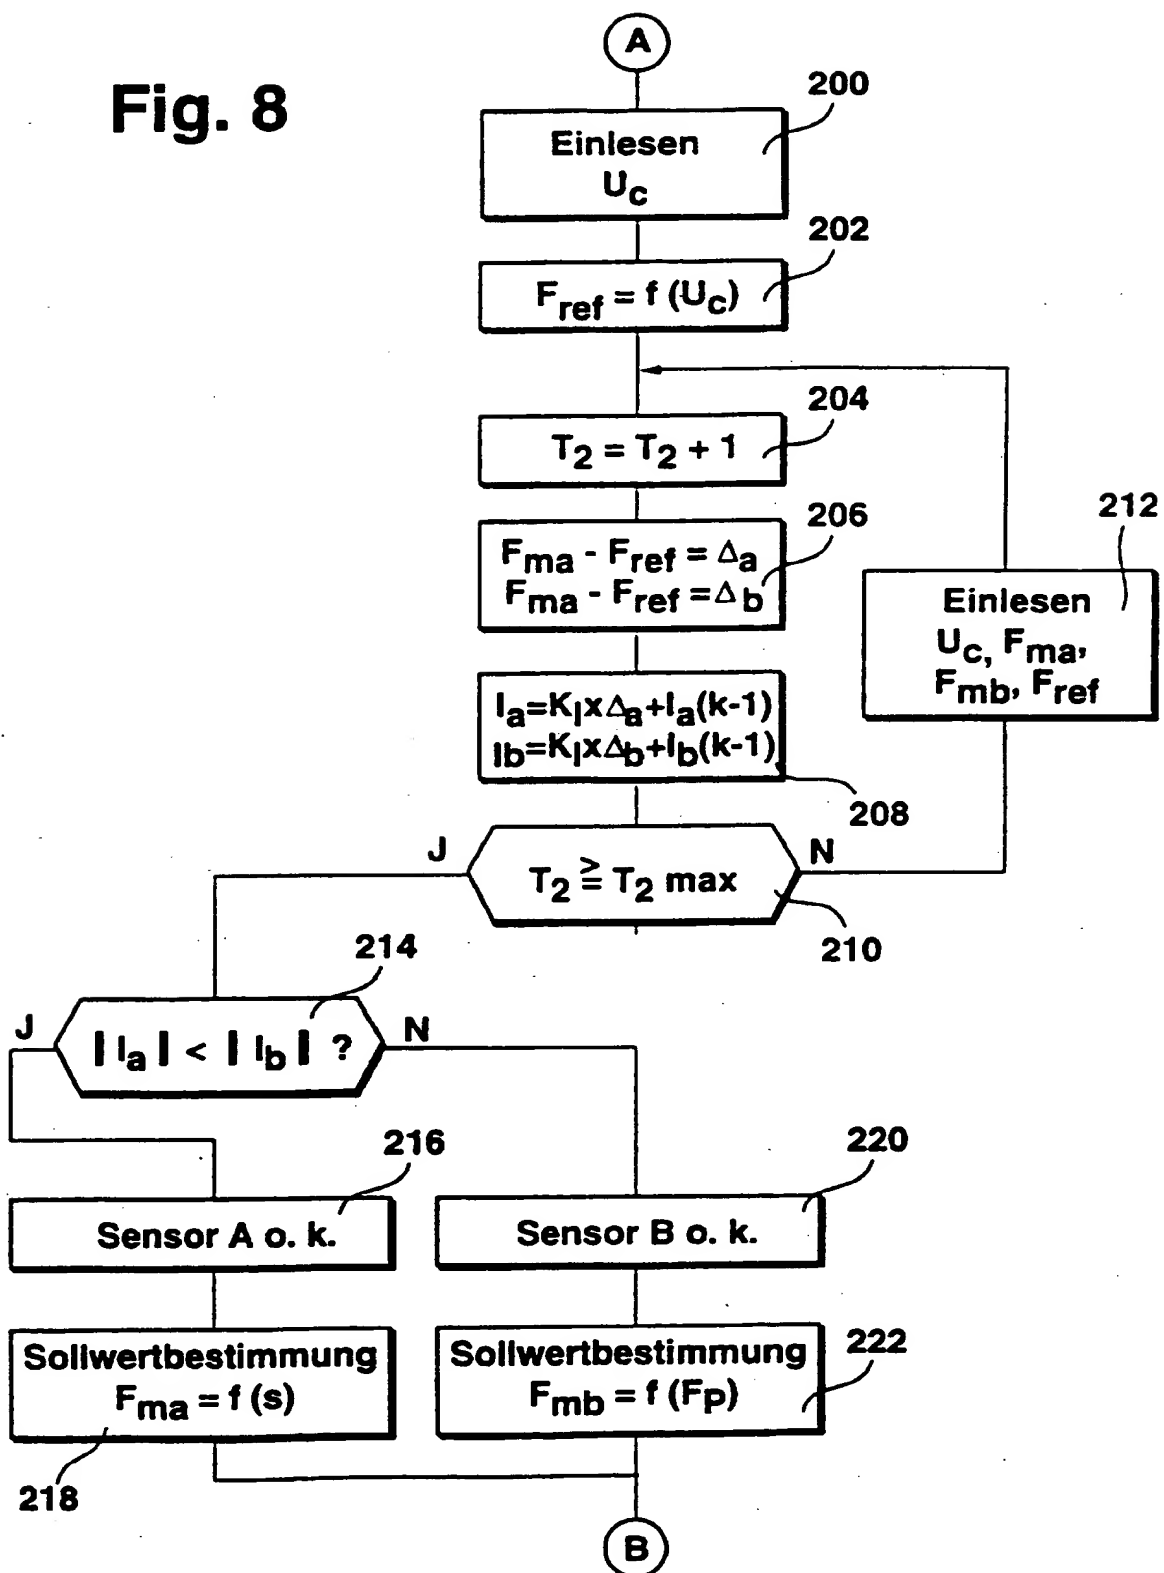 A
Fig. 8
200
Einlesen
Uc
202
Fref = f (Uc)
204
T2 = T2 + 1
206
Fma - Fref = Δa
Fma - Fref = Δb
212
Einlesen
Uc, Fma,
Fmb, Fref
Ia=KIxΔa+Ia(k-1)
Ib=KIxΔb+Ib(k-1)
208
J
T2 ≧ T2 max
N
210
214
J
| Ia | < | Ib | ?
N
216
220
Sensor A o. k.
Sensor B o. k.
Sollwertbestimmung
Fma = f (s)
Sollwertbestimmung
Fmb = f (Fp)
222
218
B